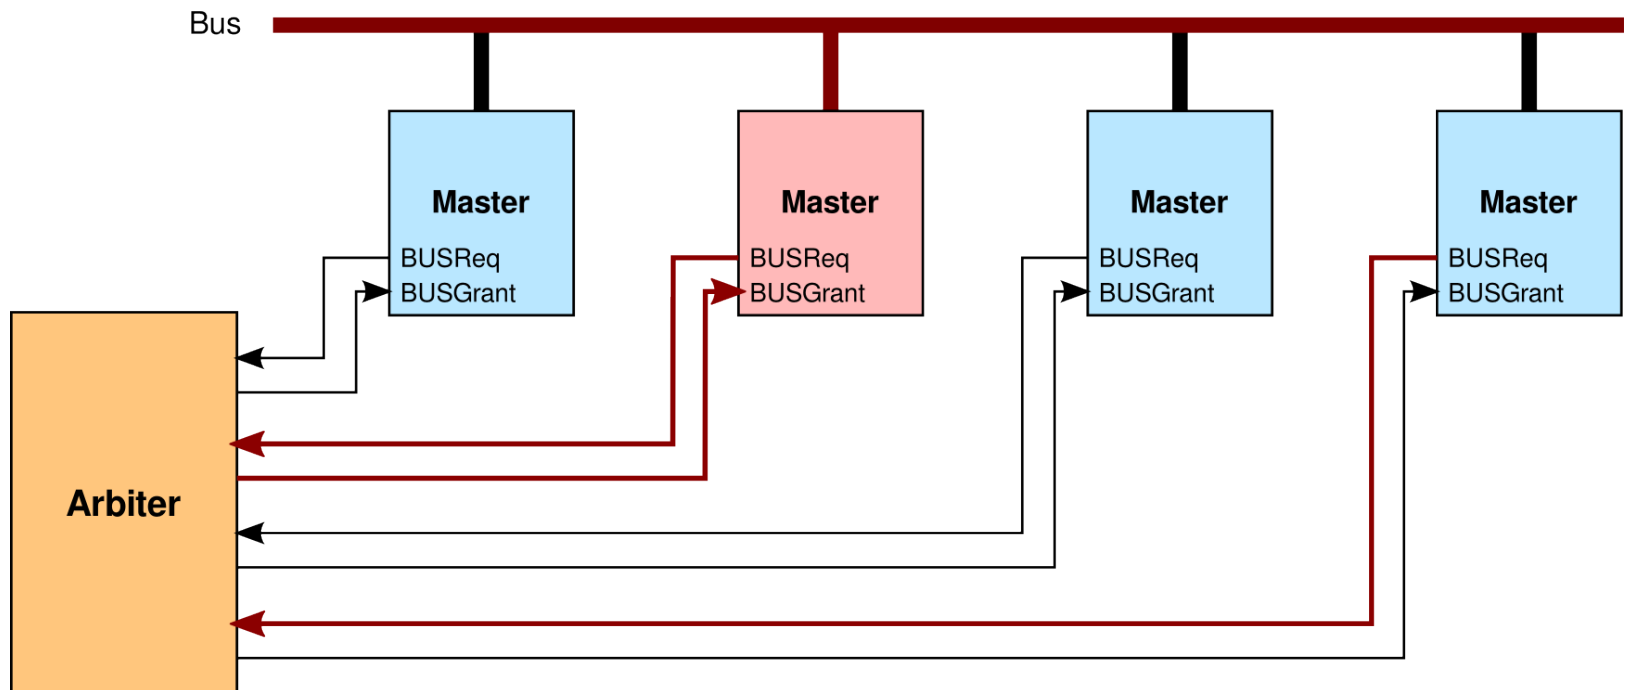 Bus
Master
BUSReq
BUSGrant
Master
BUSReq
BUSGrant
Master
BUSReq
BUSGrant
Master
BUSReq
BUSGrant
Arbiter